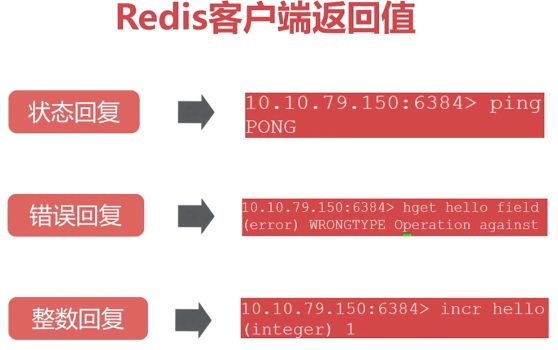 Redis客户端返回值
状态回复
10.10.79.150:6384> ping
PONG
错误回复
10.10.79.150:6384> hget hello field
(error) WRONGTYPE Operation against
整数回复
10.10.79.150:6384> incr hello
(integer) 1